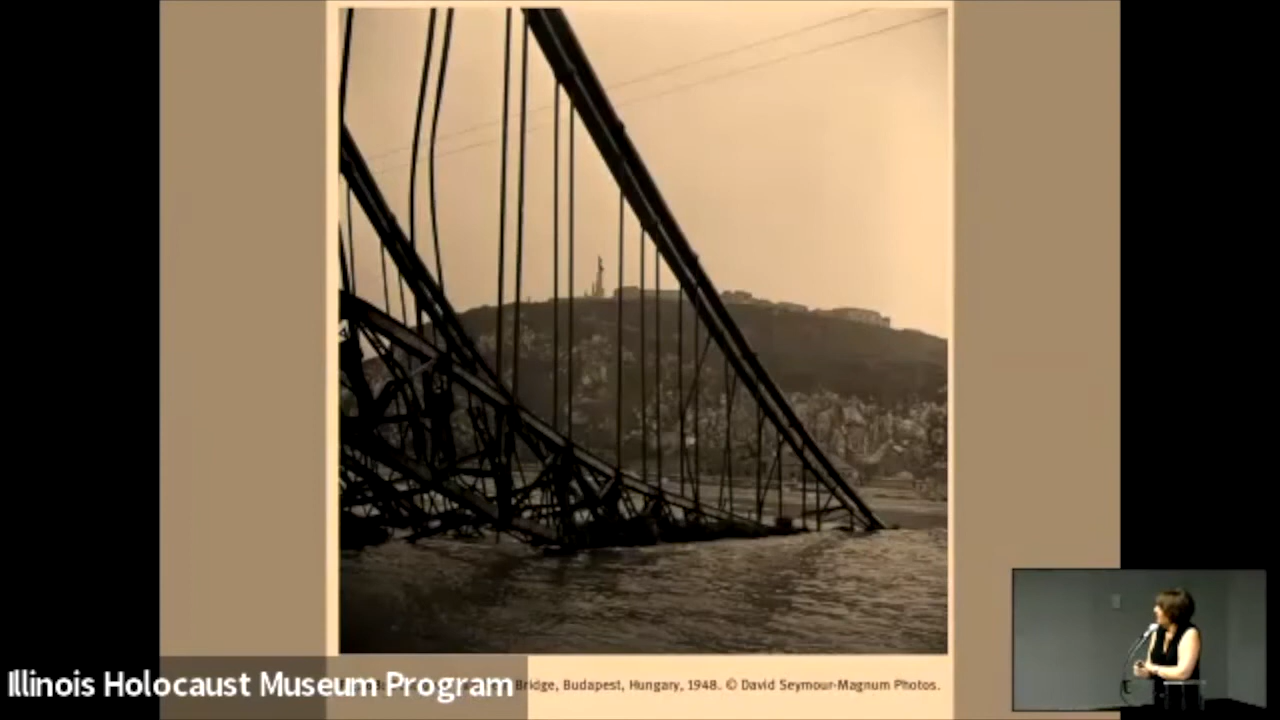 Illinois Holocaust Museum Program
Bridge, Budapest, Hungary, 1948. © David Seymour-Magnum Photos.